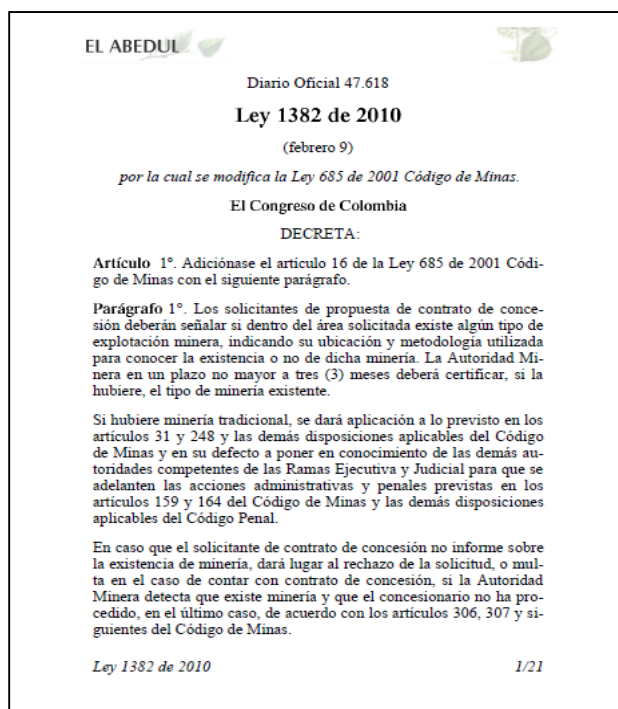 EL ABEDUL
Diario Oficial 47.618
Ley 1382 de 2010
(febrero 9)
por la cual se modifica la Ley 685 de 2001 Código de Minas.
El Congreso de Colombia
DECRETA:
Artículo 1°. Adiciónase el artículo 16 de la Ley 685 de 2001 Códi-
go de Minas con el siguiente parágrafo.
Parágrafo 1°. Los solicitantes de propuesta de contrato de conce-
sión deberán señalar si dentro del área solicitada existe algún tipo de
explotación minera, indicando su ubicación y metodología utilizada
para conocer la existencia o no de dicha minería. La Autoridad Mi-
nera en un plazo no mayor a tres (3) meses deberá certificar, si la
hubiere, el tipo de minería existente.
Si hubiere minería tradicional, se dará aplicación a lo previsto en los
artículos 31 y 248 y las demás disposiciones aplicables del Código
de Minas y en su defecto a poner en conocimiento de las demás au-
toridades competentes de las Ramas Ejecutiva y Judicial para que se
adelanten las acciones administrativas y penales previstas en los
artículos 159 y 164 del Código de Minas y las demás disposiciones
aplicables del Código Penal.
En caso que el solicitante de contrato de concesión no informe sobre
la existencia de minería, dará lugar al rechazo de la solicitud, o mul-
ta en el caso de contar con contrato de concesión, si la Autoridad
Minera detecta que existe minería y que el concesionario no ha pro-
cedido, en el último caso, de acuerdo con los artículos 306, 307 y si-
guientes del Código de Minas.
Ley 1382 de 2010 1/21